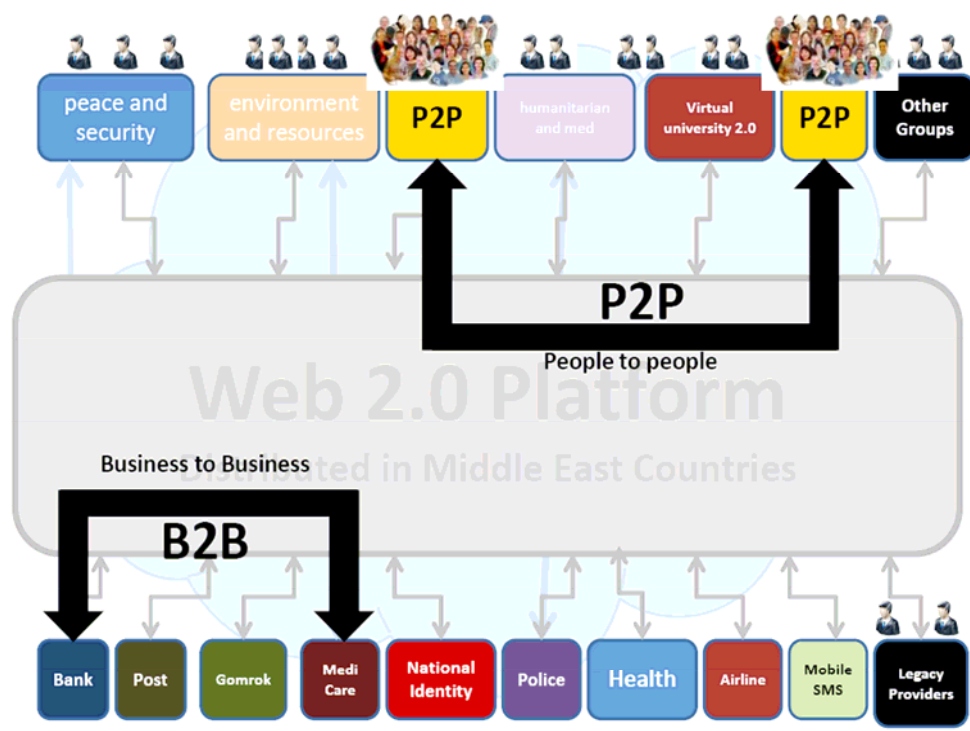 peace and
security
environment
and resources
P2P
humanitarian
and med
Virtual
university 2.0
P2P
Other
Groups
P2P
People to people
Web 2.0 Platform
Business to Business
Distributed in Middle East Countries
B2B
Bank
Post
Gomrok
Medi
Care
National
Identity
Police
Health
Airline
Mobile
SMS
Legacy
Providers